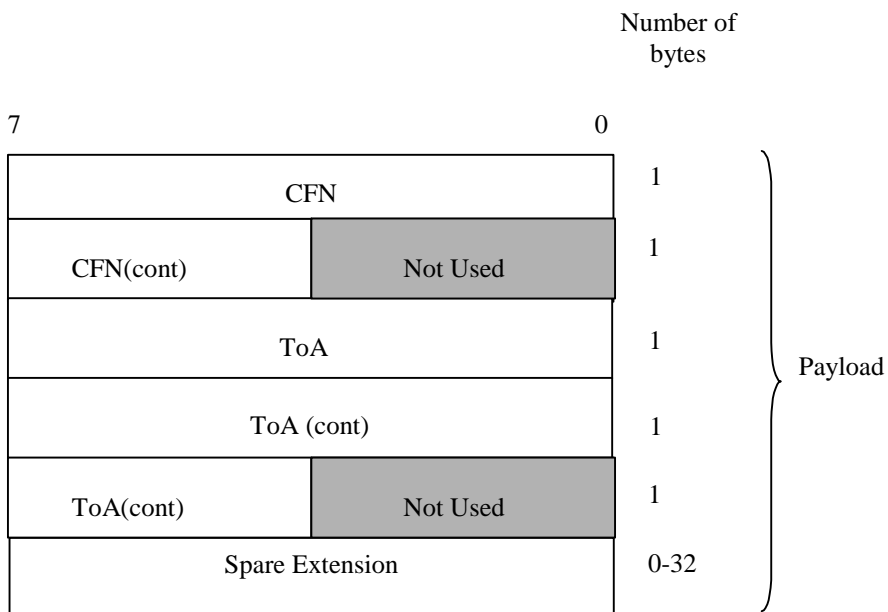 Number of
bytes
7 0
CFN 1
CFN(cont) Not Used 1
ToA 1
Payload
ToA (cont) 1
ToA(cont) Not Used 1
Spare Extension 0-32